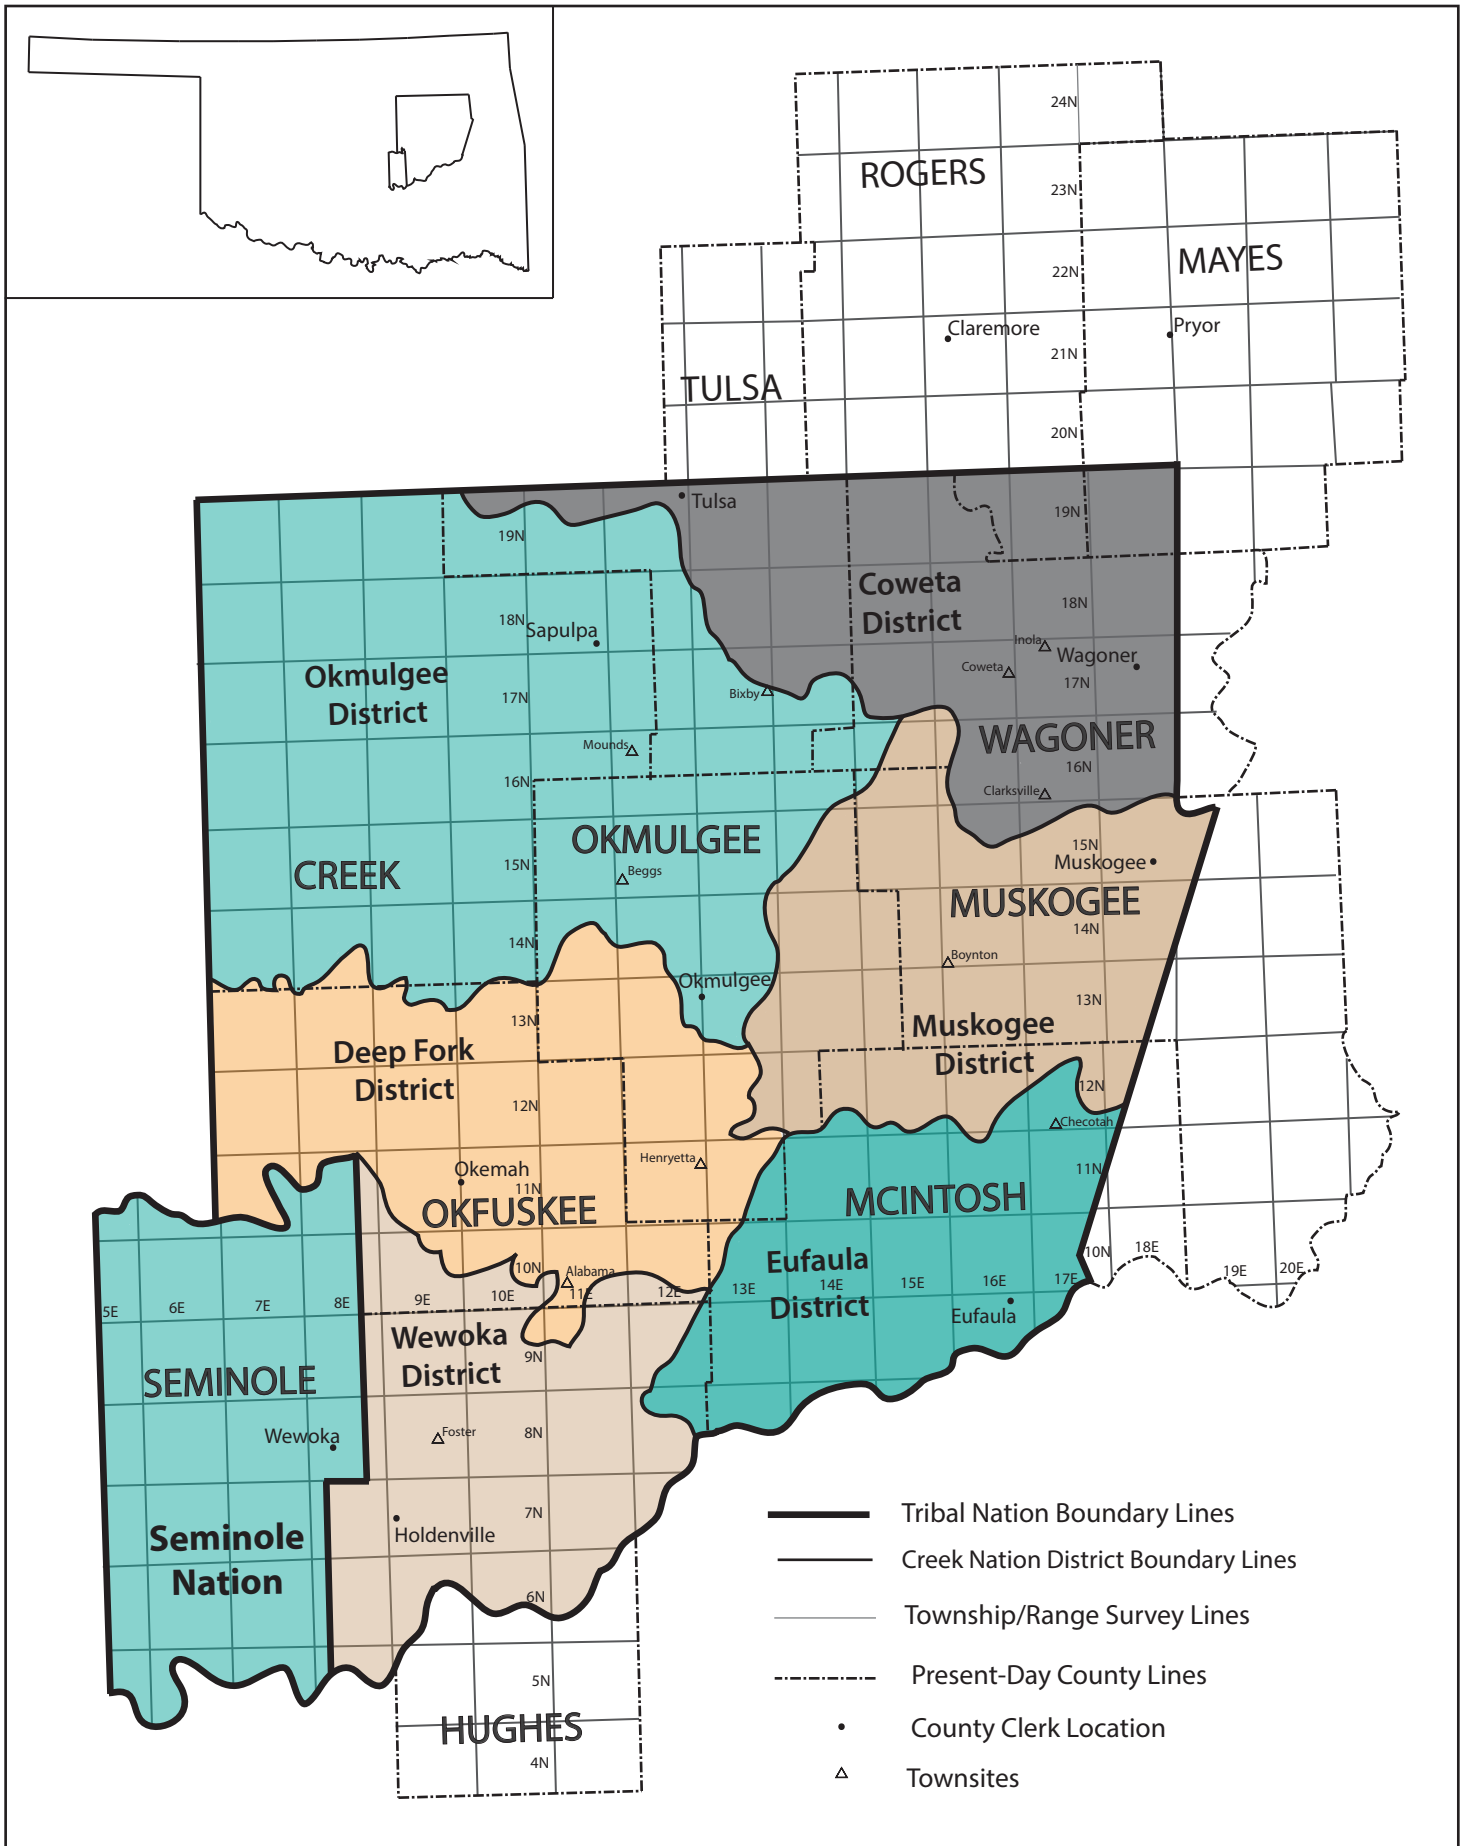 24N
ROGERS
23N
MAYES
22N
Claremore
Pryor
21N
TULSA
20N
Tulsa
19N
19N
Coweta
District
18N
18N
Sapulpa
Inola
Wagoner
Coweta
17N
Okmulgee
District
17N
Bixby
WAGONER
Mounds
16N
16N
Clarksville
OKMULGEE
15N
Muskogee
CREEK
15N
Beggs
MUSKOGEE
14N
14N
Boynton
Okmulgee
13N
13N
Muskogee
District
Deep Fork
District
12N
12N
Checotah
Henryetta
Okemah
11N
11N
OKFUSKEE
MCINTOSH
10N
18E
Eufaula
District
10N
Alabama
19E
20E
5E
6E
7E
8E
9E
10E
11E
12E
13E
14E
15E
16E
17E
Eufaula
Wewoka
District
9N
SEMINOLE
Wewoka
Foster
8N
Seminole
Nation
7N
Holdenville
6N
5N
HUGHES
4N
Tribal Nation Boundary Lines
Creek Nation District Boundary Lines
Township/Range Survey Lines
Present-Day County Lines
County Clerk Location
Townsites